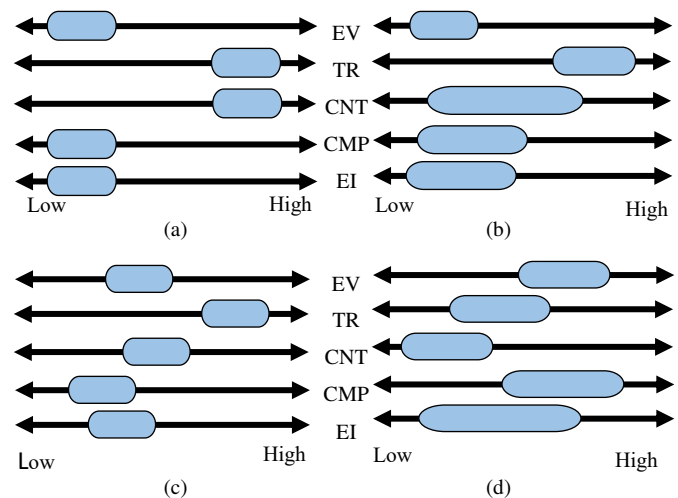 EV
TR
CNT
CMP
EI
Low High Low High
(a) (b)
EV
TR
CNT
CMP
EI
Low High Low High
(c) (d)